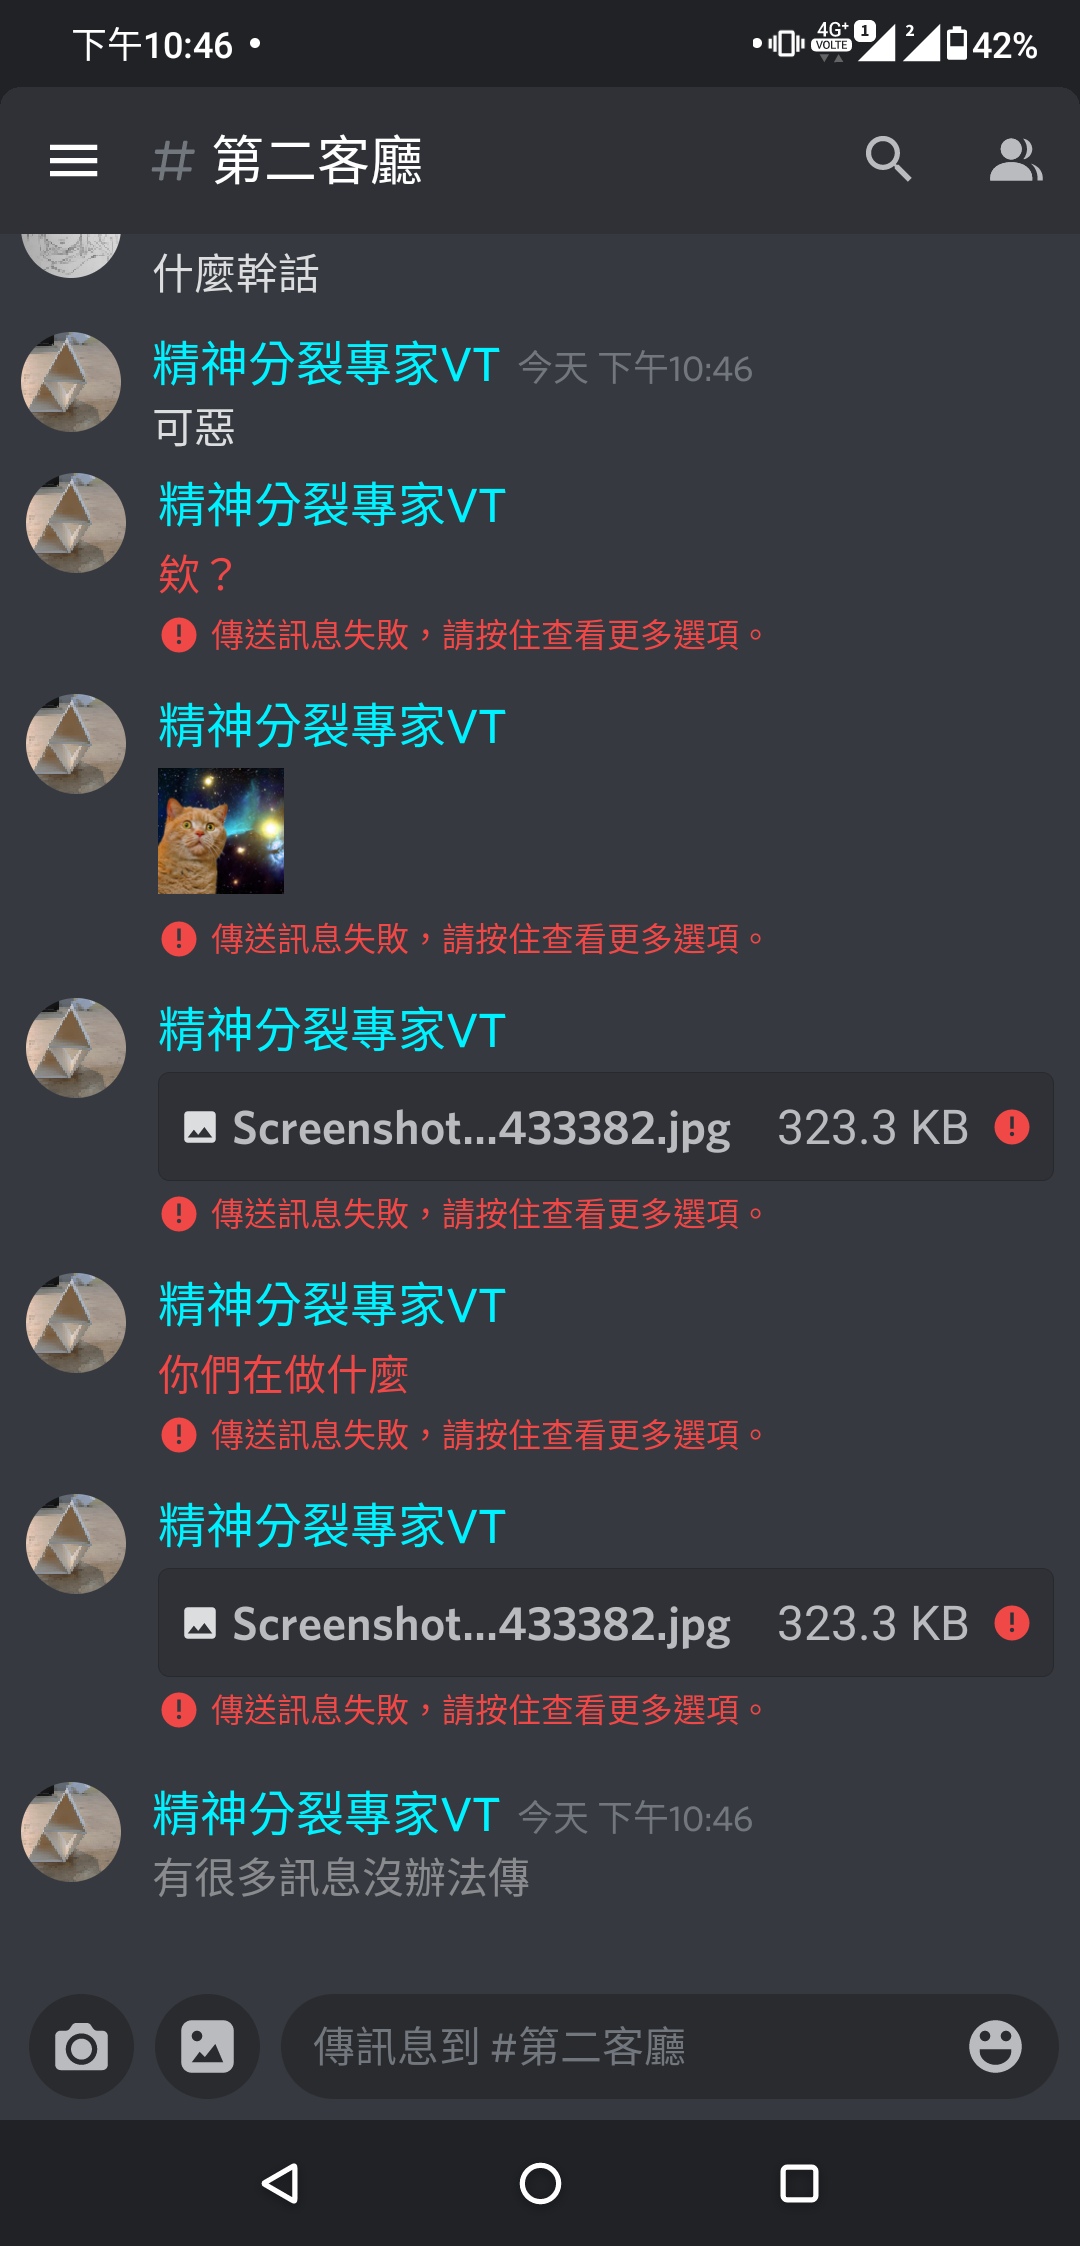 下午10:46
4G+
VOLTE
1
2
42%
# 第二客廳
什麼幹話
精神分裂專家VT 今天 下午10:46
可惡
精神分裂專家VT
欸？
傳送訊息失敗，請按住查看更多選項。
精神分裂專家VT
傳送訊息失敗，請按住查看更多選項。
精神分裂專家VT
Screenshot...433382.jpg 323.3 KB
傳送訊息失敗，請按住查看更多選項。
精神分裂專家VT
你們在做什麼
傳送訊息失敗，請按住查看更多選項。
精神分裂專家VT
Screenshot...433382.jpg 323.3 KB
傳送訊息失敗，請按住查看更多選項。
精神分裂專家VT 今天 下午10:46
有很多訊息沒辦法傳
傳訊息到 #第二客廳